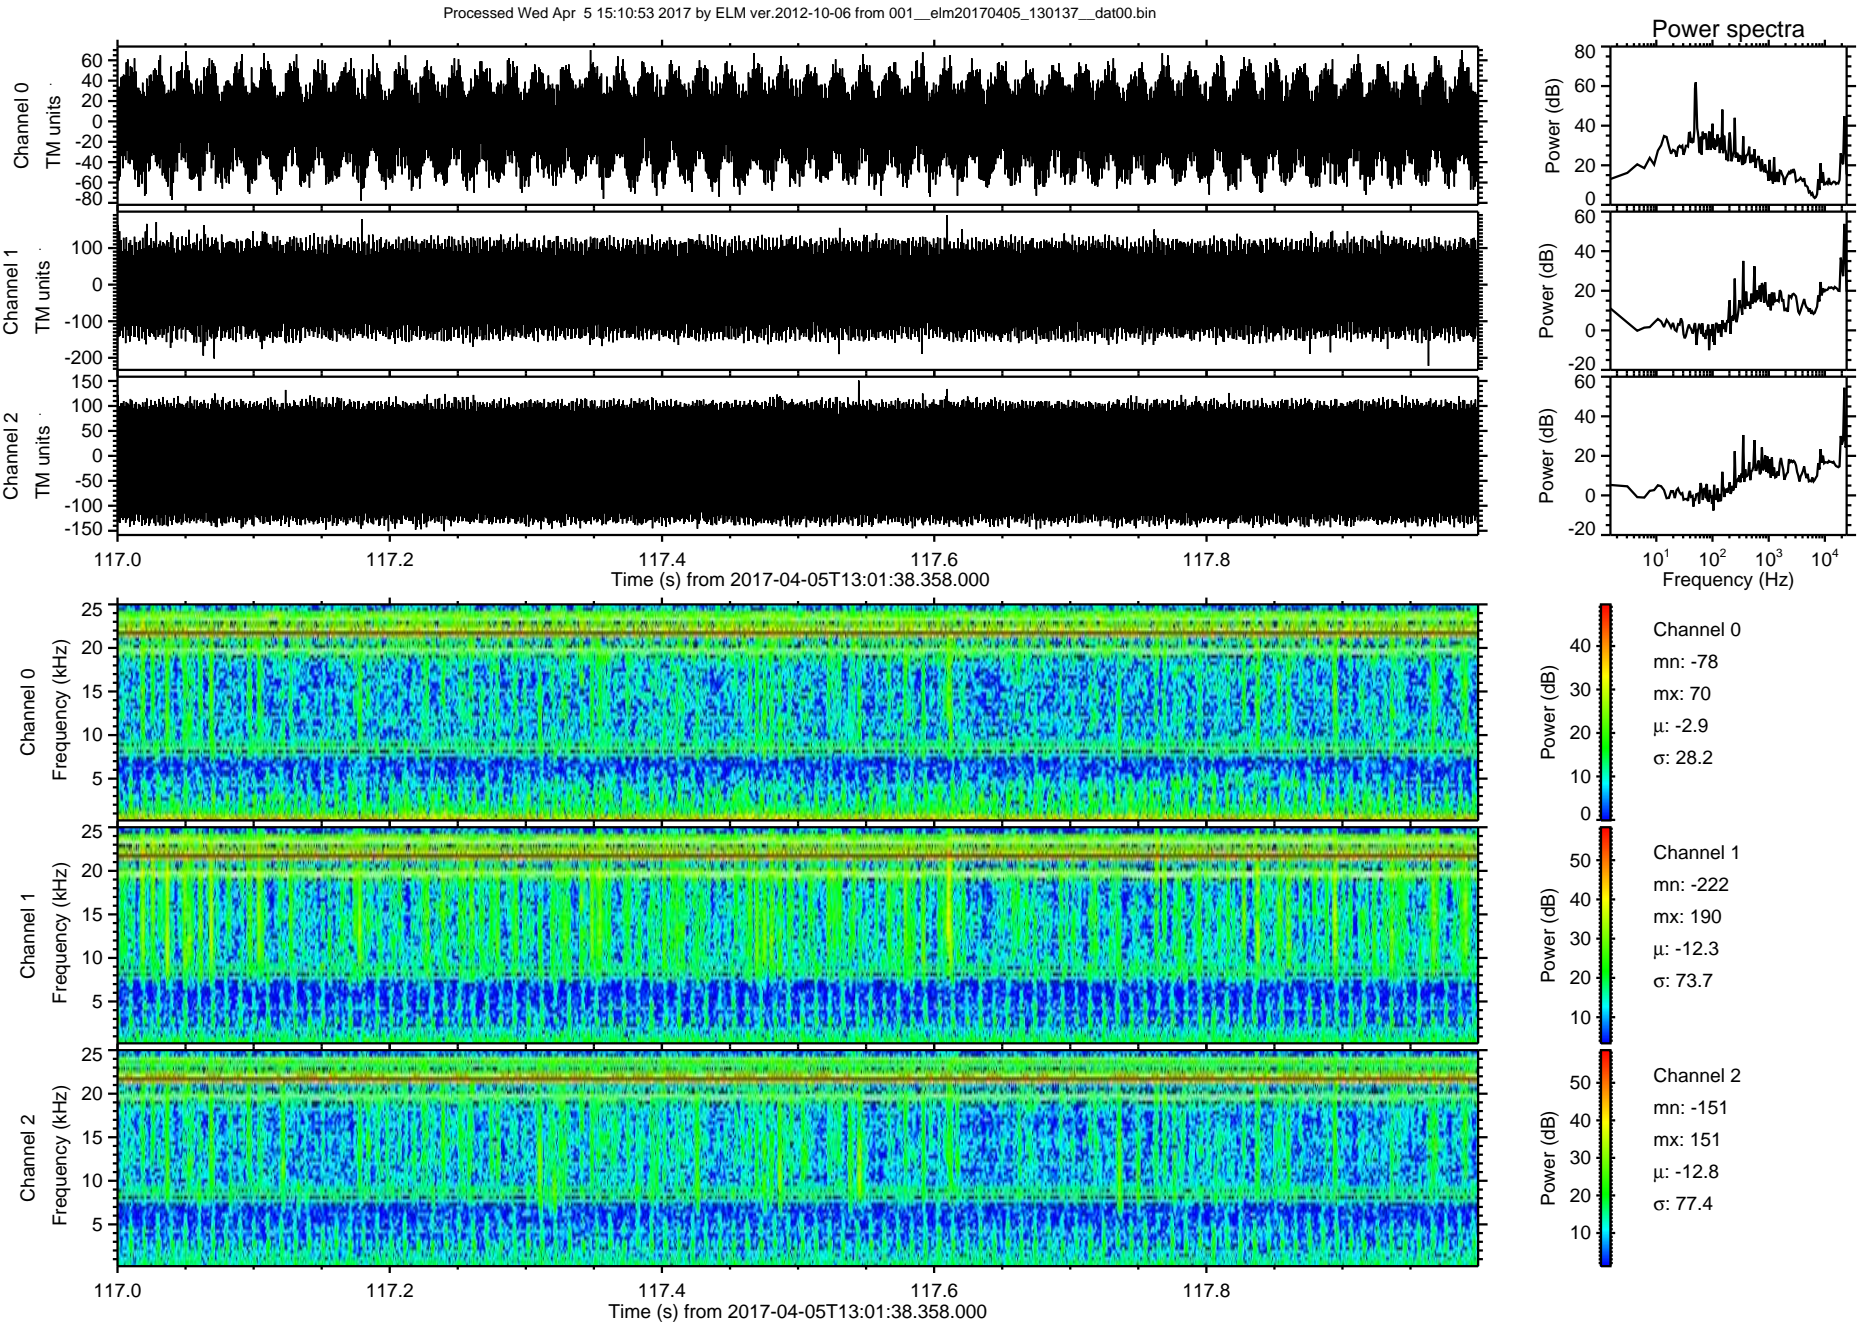 Processed Wed Apr  5 15:10:53 2017 by ELM ver.2012-10-06 from 001__elm20170405_130137__dat00.bin
Power spectra
Channel 0
TM units
60
40
20
0
-20
-40
-60
-80
Power (dB)
80
60
40
20
0
Channel 1
TM units
100
0
-100
-200
Power (dB)
60
40
20
0
-20
Channel 2
TM units
150
100
50
0
-50
-100
-150
Power (dB)
60
40
20
0
-20
117.0 117.2 117.4 117.6 117.8
Time (s) from 2017-04-05T13:01:38.358.000
10¹ 10² 10³ 10⁴
Frequency (Hz)
Channel 0
Frequency (kHz)
25
20
15
10
5
Power (dB)
40
30
20
10
0
Channel 0
mn: -78
mx: 70
µ: -2.9
σ: 28.2
Channel 1
Frequency (kHz)
25
20
15
10
5
Power (dB)
50
40
30
20
10
Channel 1
mn: -222
mx: 190
µ: -12.3
σ: 73.7
Channel 2
Frequency (kHz)
25
20
15
10
5
Power (dB)
50
40
30
20
10
Channel 2
mn: -151
mx: 151
µ: -12.8
σ: 77.4
117.0 117.2 117.4 117.6 117.8
Time (s) from 2017-04-05T13:01:38.358.000